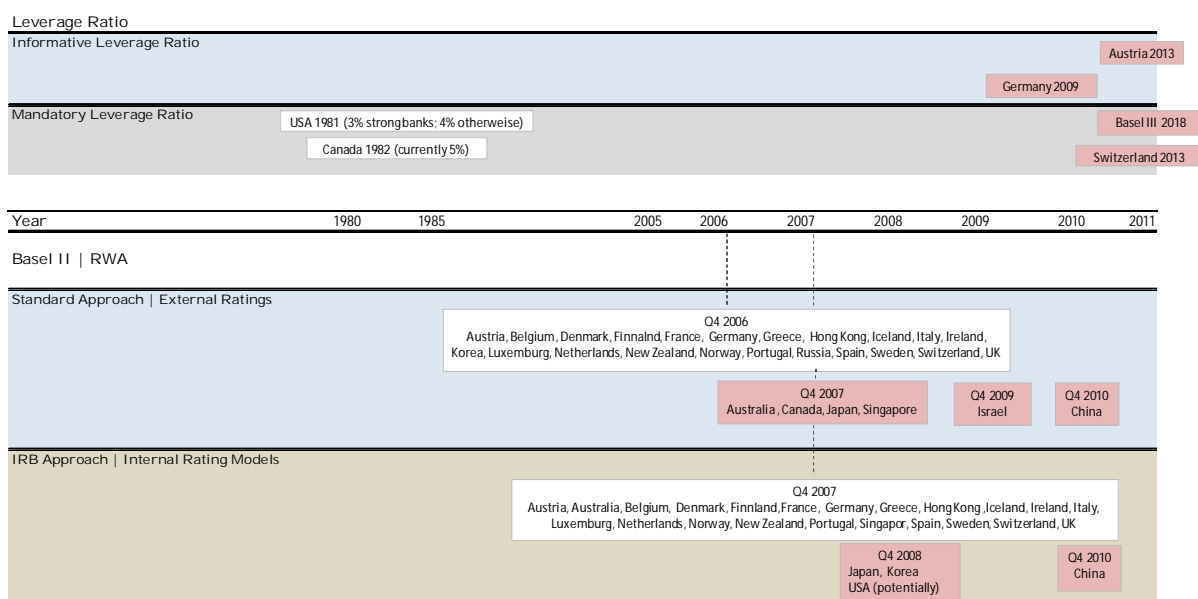 Leverage Ratio
Informative Leverage Ratio
Austria 2013
Germany 2009
Mandatory Leverage Ratio
USA 1981 (3% strong banks; 4% otherweise)
Basel III 2018
Canada 1982 (currently 5%)
Switzerland 2013
Year 1980 1985 2005 2006 2007 2008 2009 2010 2011
Basel II | RWA
Standard Approach | External Ratings
Q4 2006
Austria, Belgium, Denmark, Finnalnd, France, Germany, Greece, Hong Kong, Iceland, Italy, Ireland,
Korea, Luxemburg, Netherlands, New Zealand, Norway, Portugal, Russia, Spain, Sweden, Switzerland, UK
Q4 2007
Australia, Canada, Japan, Singapore
Q4 2009
Israel
Q4 2010
China
IRB Approach | Internal Rating Models
Q4 2007
Austria, Australia, Belgium, Denmark, Finnland, France, Germany, Greece, Hong Kong, Iceland, Ireland, Italy,
Luxemburg, Netherlands, Norway, New Zealand, Portugal, Singapor, Spain, Sweden, Switzerland, UK
Q4 2008
Japan, Korea
USA (potentially)
Q4 2010
China